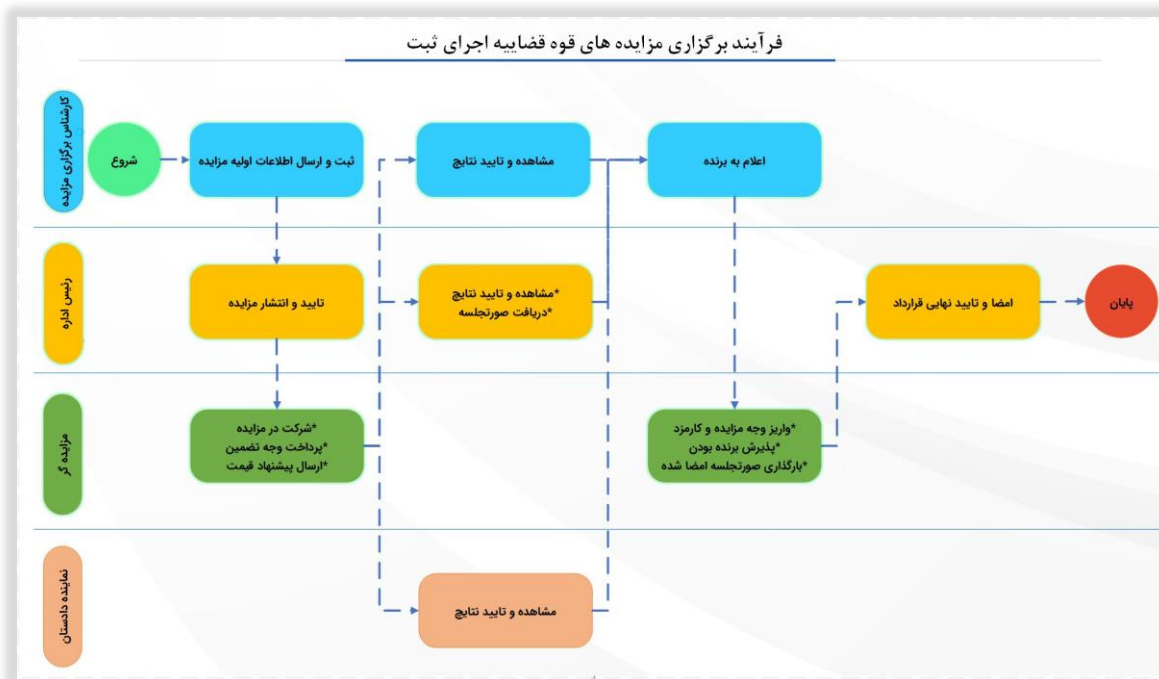 فرآیند برگزاری مزایده های قوه قضاییه اجرای ثبت
کارشناس برگزاری مزایده
شروع
ثبت و ارسال اطلاعات اولیه مزایده
مشاهده و تایید نتایج
اعلام به برنده
رئیس اداره
تایید و انتشار مزایده
*مشاهده و تایید نتایج
*دریافت صورتجلسه
امضا و تایید نهایی قرارداد
پایان
مزایده گر
*شرکت در مزایده
*پرداخت وجه تضمین
*ارسال پیشنهاد قیمت
*واریز وجه مزایده و کارمزد
*پذیرش برنده بودن
*بارگذاری صورتجلسه امضا شده
نماینده دادستان
مشاهده و تایید نتایج